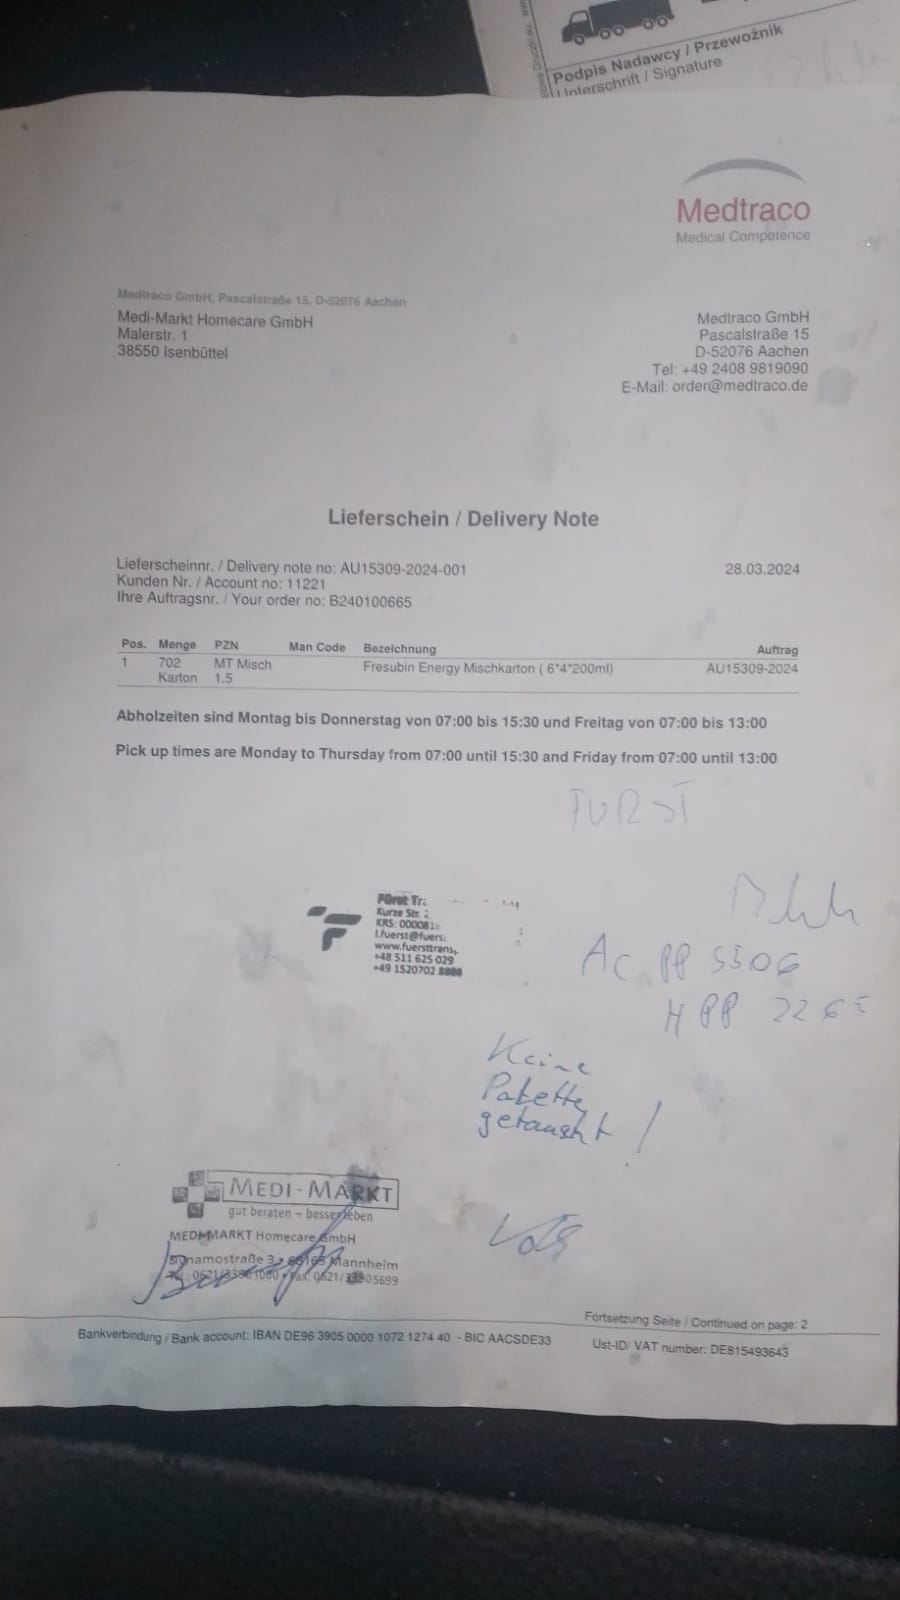 Podpis Nadawcy / Przewoźnik
Unterschrift / Signature
Medtraco
Medical Competence
Medtraco GmbH, Pascalstraße 15, D-52076 Aachen
Medi-Markt Homecare GmbH
Malerstr. 1
38550 Isenbüttel
Medtraco GmbH
Pascalstraße 15
D-52076 Aachen
Tel: +49 2408 9819090
E-Mail: order@medtraco.de
Lieferschein / Delivery Note
Lieferscheinnr. / Delivery note no: AU15309-2024-001
28.03.2024
Kunden Nr. / Account no: 11221
Ihre Auftragsnr. / Your order no: B240100665
Pos. Menge PZN Man Code Bezeichnung Auftrag
1 702 MT Misch Fresubin Energy Mischkarton ( 6*4*200ml) AU15309-2024
Karton 1.5
Abholzeiten sind Montag bis Donnerstag von 07:00 bis 15:30 und Freitag von 07:00 bis 13:00
Pick up times are Monday to Thursday from 07:00 until 15:30 and Friday from 07:00 until 13:00
FURST
Fürst
Kurze Str. 2
KRS:
www.fuersttrans
+48 511 625 029
+49 1520702
Ac PP 5506
H PP 2265
Keine
Palette
getauscht !
MEDI-MARKT
gut beraten – besser leben
MEDI-MARKT Homecare GmbH
Dynamostraße 3 • 68165 Mannheim
Fortsetzung Seite / Continued on page: 2
Bankverbindung / Bank account: IBAN DE96 3905 0000 1072 1274 40 - BIC AACSDE33
Ust-ID/ VAT number: DE815493643